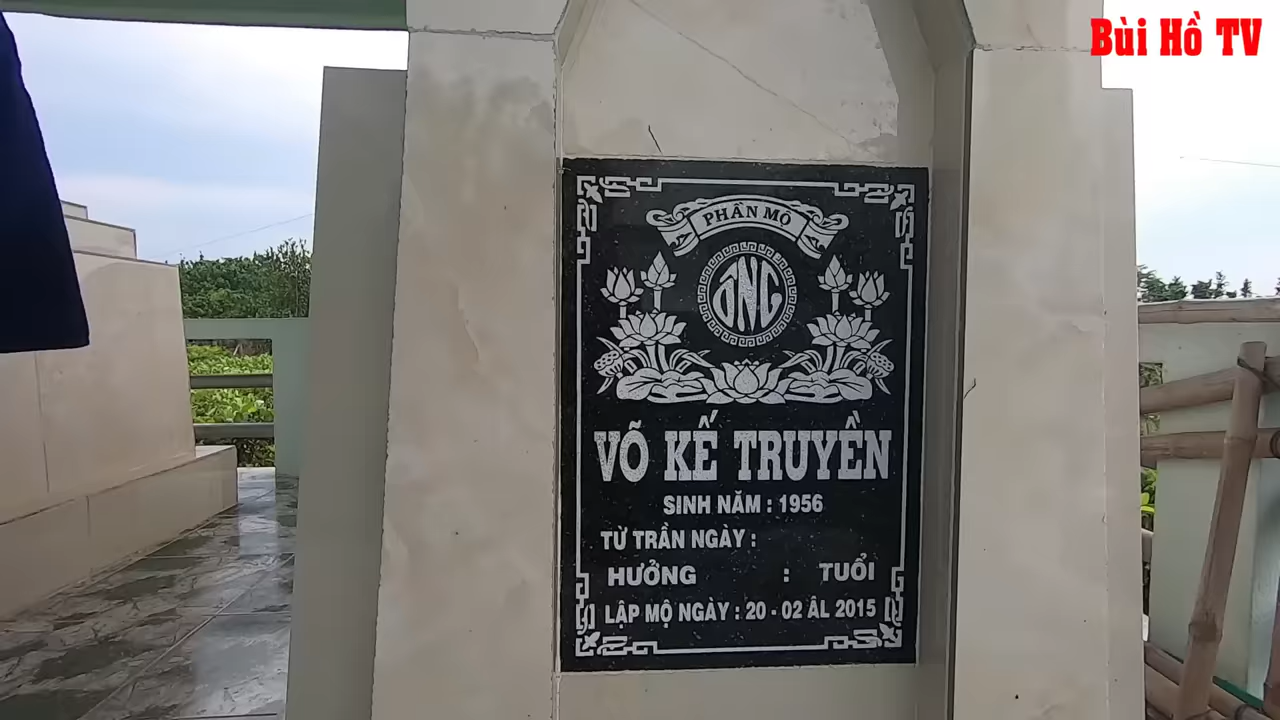 Bùi Hồ TV
PHẦN MỘ
ÔNG
VÕ KẾ TRUYỀN
SINH NĂM : 1956
TỪ TRẦN NGÀY :
HƯỞNG : TUỔI
LẬP MỘ NGÀY : 20 - 02 ÂL 2015